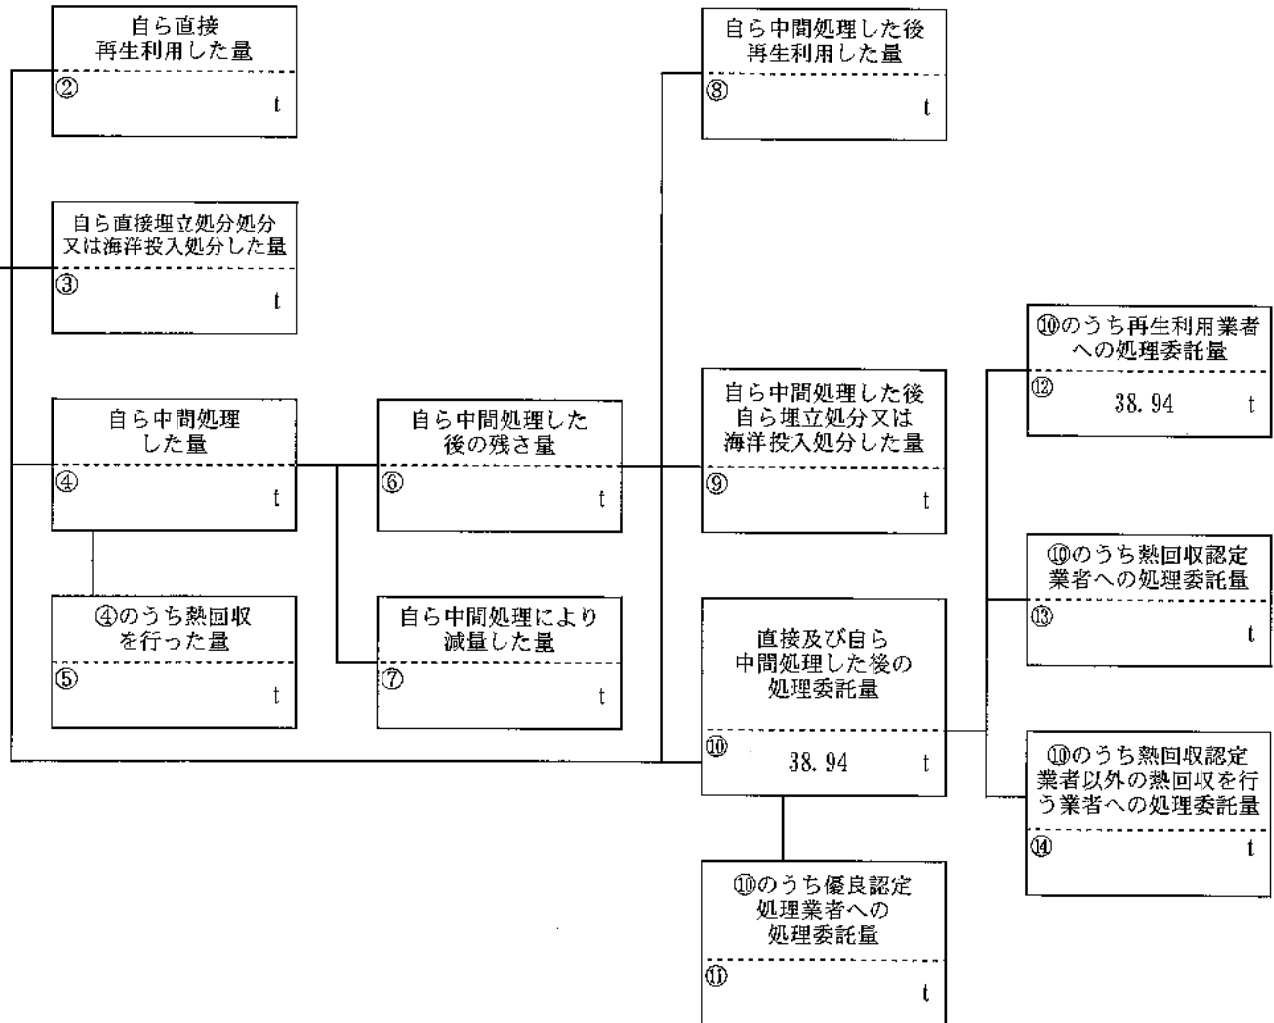 自ら直接
再生利用した量
②
t
自ら直接埋立処分処分
又は海洋投入処分した量
③
t
自ら中間処理
した量
④
t
④のうち熱回収
を行った量
⑤
t
自ら中間処理した
後の残さ量
⑥
t
自ら中間処理により
減量した量
⑦
t
自ら中間処理した後
再生利用した量
⑧
t
自ら中間処理した後
自ら埋立処分又は
海洋投入処分した量
⑨
t
直接及び自ら
中間処理した後の
処理委託量
⑩
38.94 t
⑩のうち優良認定
処理業者への
処理委託量
⑪
t
⑩のうち再生利用業者
への処理委託量
⑫
38.94 t
⑩のうち熱回収認定
業者への処理委託量
⑬
t
⑩のうち熱回収認定
業者以外の熱回収を行
う業者への処理委託量
⑭
t